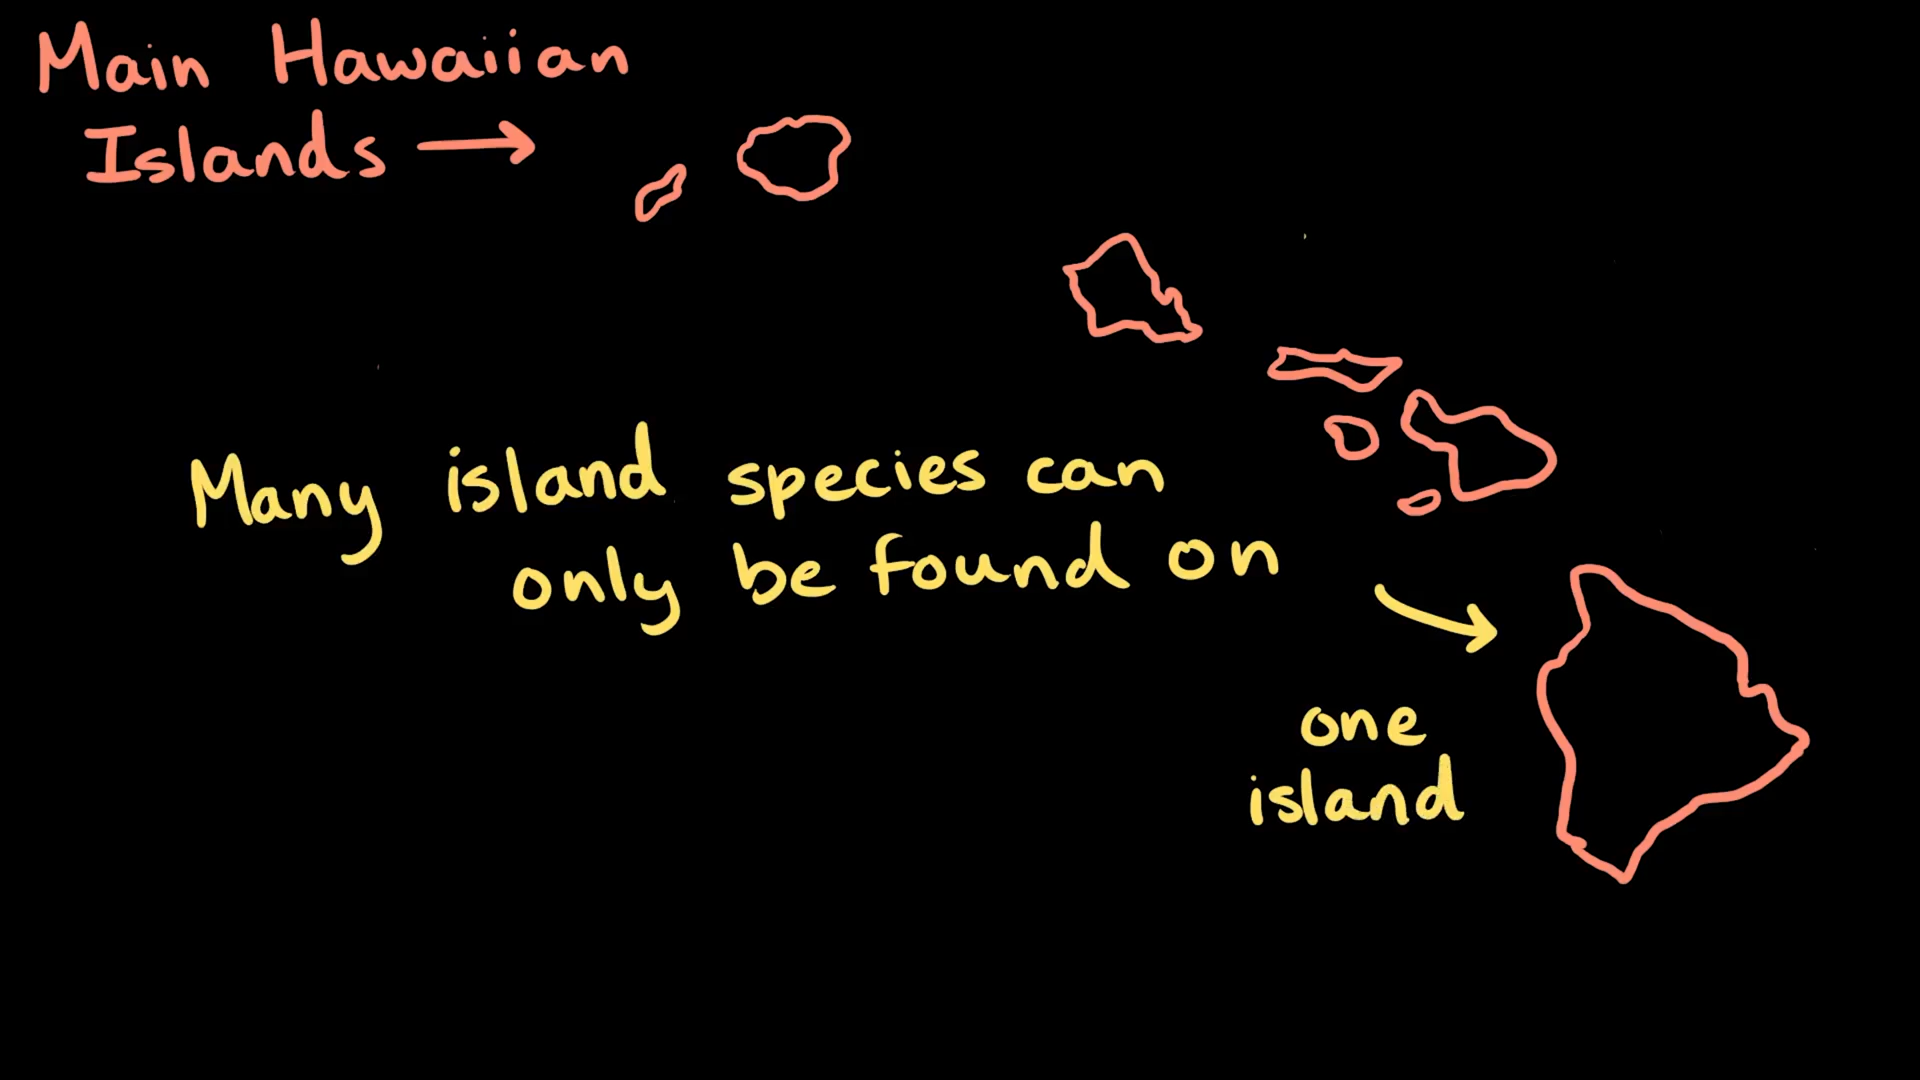 Main Hawaiian
Islands →
Many island species can
only be found on
one
island